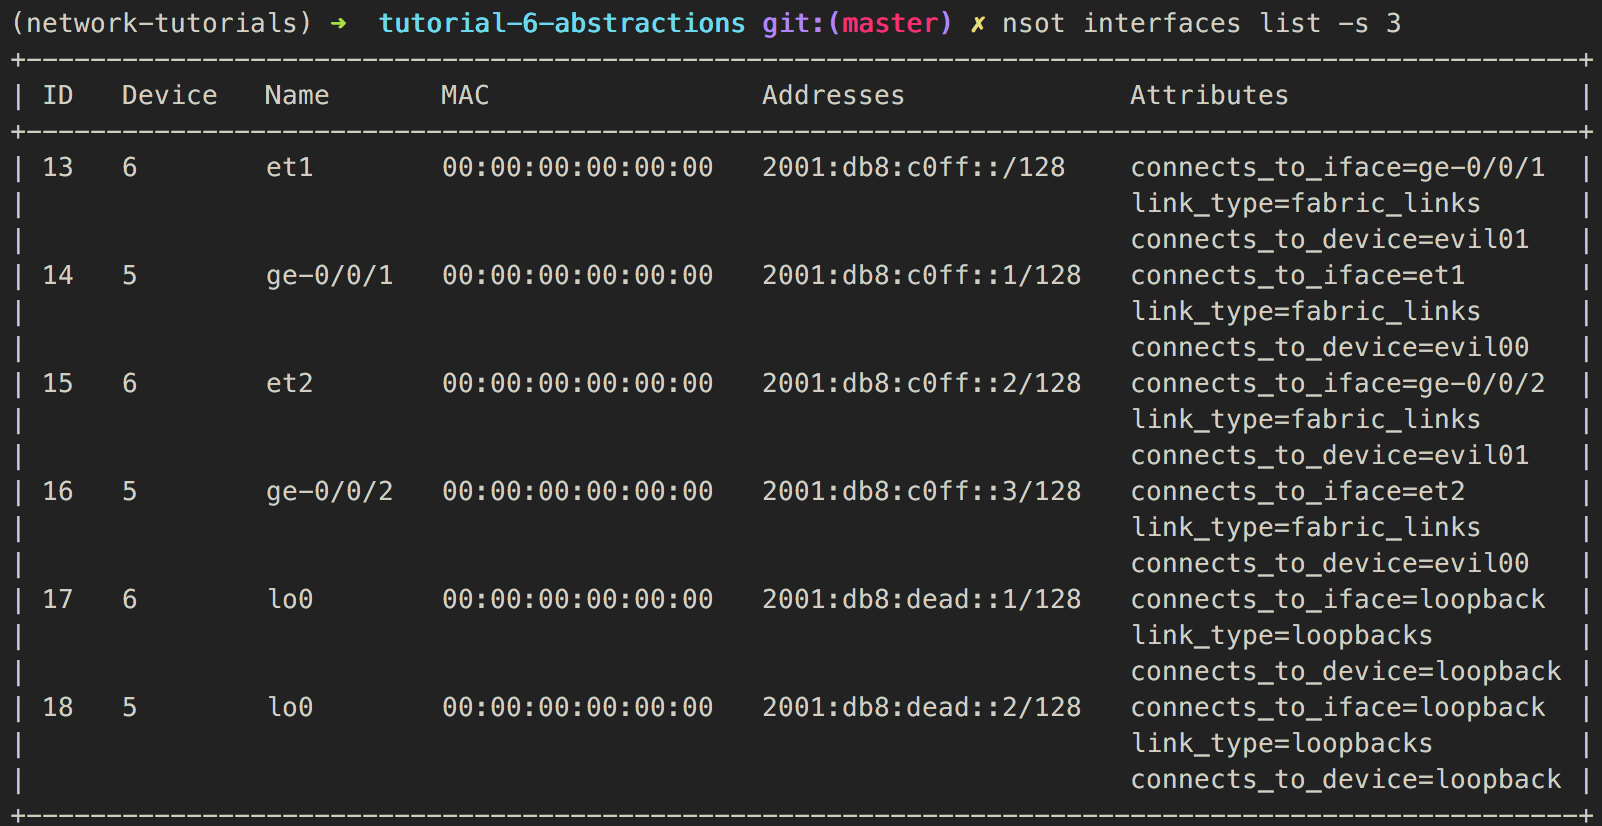 (network-tutorials) ➜  tutorial-6-abstractions git:(master) ✗ nsot interfaces list -s 3
+-------------------------------------------------------------------------------------------------+
| ID   Device   Name       MAC                 Addresses              Attributes                  |
+-------------------------------------------------------------------------------------------------+
| 13   6        et1        00:00:00:00:00:00   2001:db8:c0ff::/128    connects_to_iface=ge-0/0/1  |
|                                                                     link_type=fabric_links      |
|                                                                     connects_to_device=evil01   |
| 14   5        ge-0/0/1   00:00:00:00:00:00   2001:db8:c0ff::1/128   connects_to_iface=et1       |
|                                                                     link_type=fabric_links      |
|                                                                     connects_to_device=evil00   |
| 15   6        et2        00:00:00:00:00:00   2001:db8:c0ff::2/128   connects_to_iface=ge-0/0/2  |
|                                                                     link_type=fabric_links      |
|                                                                     connects_to_device=evil01   |
| 16   5        ge-0/0/2   00:00:00:00:00:00   2001:db8:c0ff::3/128   connects_to_iface=et2       |
|                                                                     link_type=fabric_links      |
|                                                                     connects_to_device=evil00   |
| 17   6        lo0        00:00:00:00:00:00   2001:db8:dead::1/128   connects_to_iface=loopback  |
|                                                                     link_type=loopbacks         |
|                                                                     connects_to_device=loopback |
| 18   5        lo0        00:00:00:00:00:00   2001:db8:dead::2/128   connects_to_iface=loopback  |
|                                                                     link_type=loopbacks         |
|                                                                     connects_to_device=loopback |
+-------------------------------------------------------------------------------------------------+